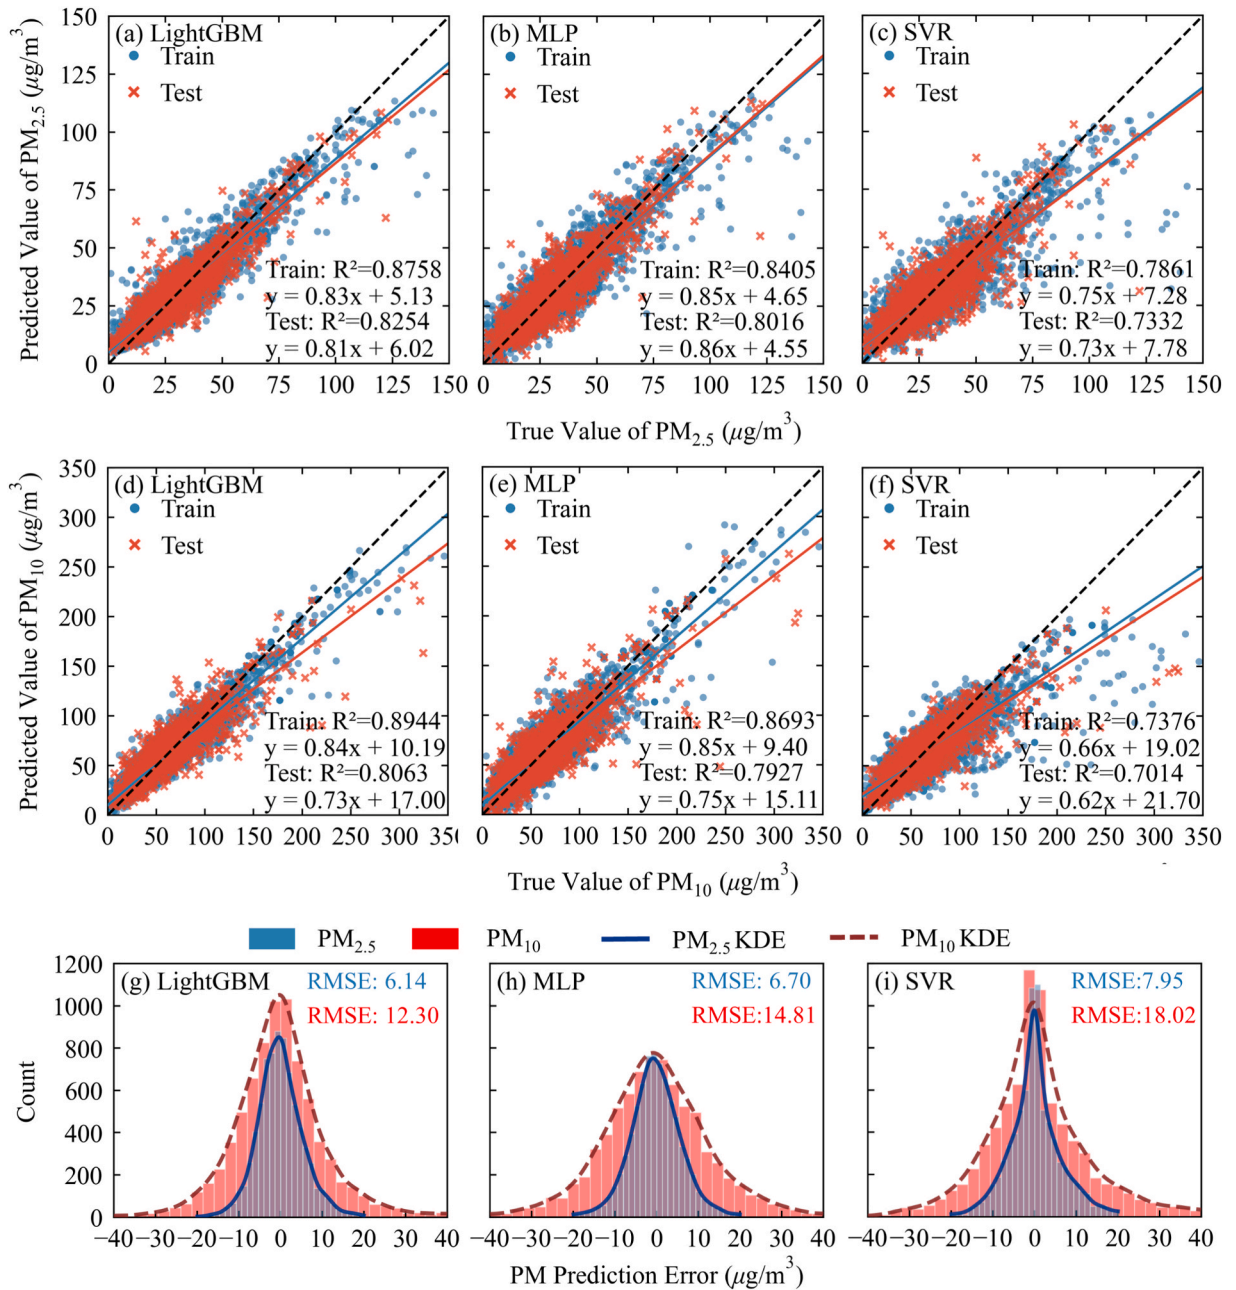 Predicted Value of PM2.5 (μg/m³)
150
125
100
75
50
25
0
(a) LightGBM
Train
Test
Train: R²=0.8758
y = 0.83x + 5.13
Test: R²=0.8254
y = 0.81x + 6.02
0 25 50 75 100 125 150
(b) MLP
Train
Test
Train: R²=0.8405
y = 0.85x + 4.65
Test: R²=0.8016
y = 0.86x + 4.55
0 25 50 75 100 125 150
(c) SVR
Train
Test
Train: R²=0.7861
y = 0.75x + 7.28
Test: R²=0.7332
y = 0.73x + 7.78
0 25 50 75 100 125 150
True Value of PM2.5 (μg/m³)
Predicted Value of PM10 (μg/m³)
350
300
250
200
150
100
50
0
(d) LightGBM
Train
Test
Train: R²=0.8944
y = 0.84x + 10.19
Test: R²=0.8063
y = 0.73x + 17.00
0 50 100 150 200 250 300 350
(e) MLP
Train
Test
Train: R²=0.8693
y = 0.85x + 9.40
Test: R²=0.7927
y = 0.75x + 15.11
0 50 100 150 200 250 300 350
(f) SVR
Train
Test
Train: R²=0.7376
y = 0.66x + 19.02
Test: R²=0.7014
y = 0.62x + 21.70
0 50 100 150 200 250 300 350
True Value of PM10 (μg/m³)
PM2.5 PM10 PM2.5 KDE PM10 KDE
Count
1200
1000
800
600
400
200
0
(g) LightGBM
RMSE: 6.14
RMSE: 12.30
−40 −30 −20 −10 0 10 20 30 40
(h) MLP
RMSE: 6.70
RMSE:14.81
−40 −30 −20 −10 0 10 20 30 40
(i) SVR
RMSE:7.95
RMSE:18.02
−40 −30 −20 −10 0 10 20 30 40
PM Prediction Error (μg/m³)